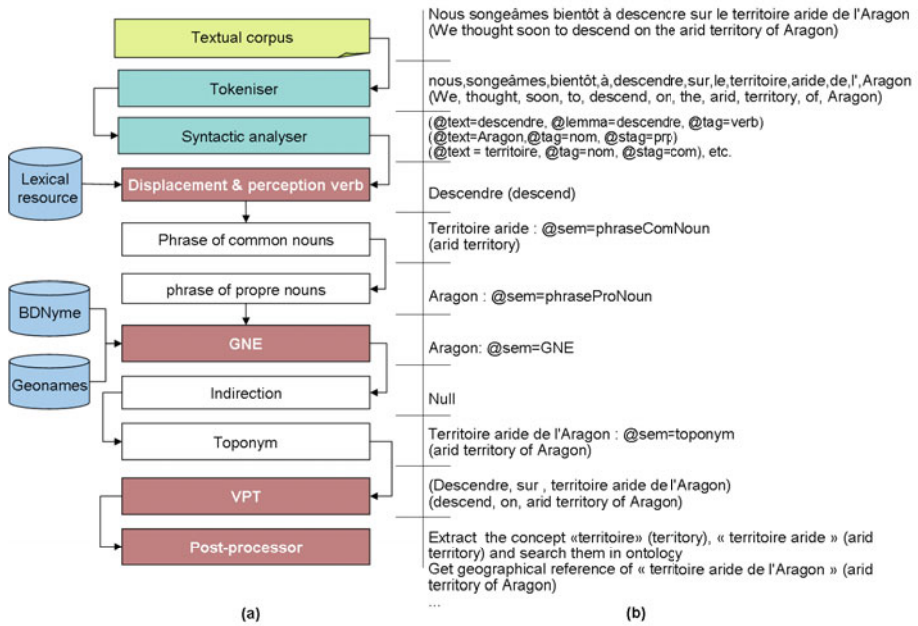 Textual corpus
Tokeniser
Syntactic analyser
Lexical
resource
Displacement & perception verb
Phrase of common nouns
phrase of propre nouns
BDNyme
GNE
Geonames
Indirection
Toponym
VPT
Post-processor
(a)
Nous songeâmes bientôt à descencre sur le territoire aride de l'Aragon
(We thought soon to descend on the arid territory of Aragon)
nous,songeâmes,bientôt,à,descendre,sur,le,territoire,aride,de,l',Aragon
(We, thought, soon, to, descend, on, the, arid, territory, of, Aragon)
(@text=descendre, @lemma=descendre, @tag=verb)
(@text=Aragon,@tag=nom, @stag=prp)
(@text = territoire, @tag=nom, @stag=com), etc.
Descendre (descend)
Territoire aride : @sem=phraseComNoun
(arid territory)
Aragon : @sem=phraseProNoun
Aragon: @sem=GNE
Null
Territoire aride de l'Aragon : @sem=toponym
(arid territory of Aragon)
(Descendre, sur , territoire aride de l'Aragon)
(descend, on, arid territory of Aragon)
Extract the concept «territoire» (teritory), « territoire aride » (arid
territory) and search them in ontology
Get geographical reference of « territoire aride de l'Aragon » (arid
territory of Aragon)
...
(b)